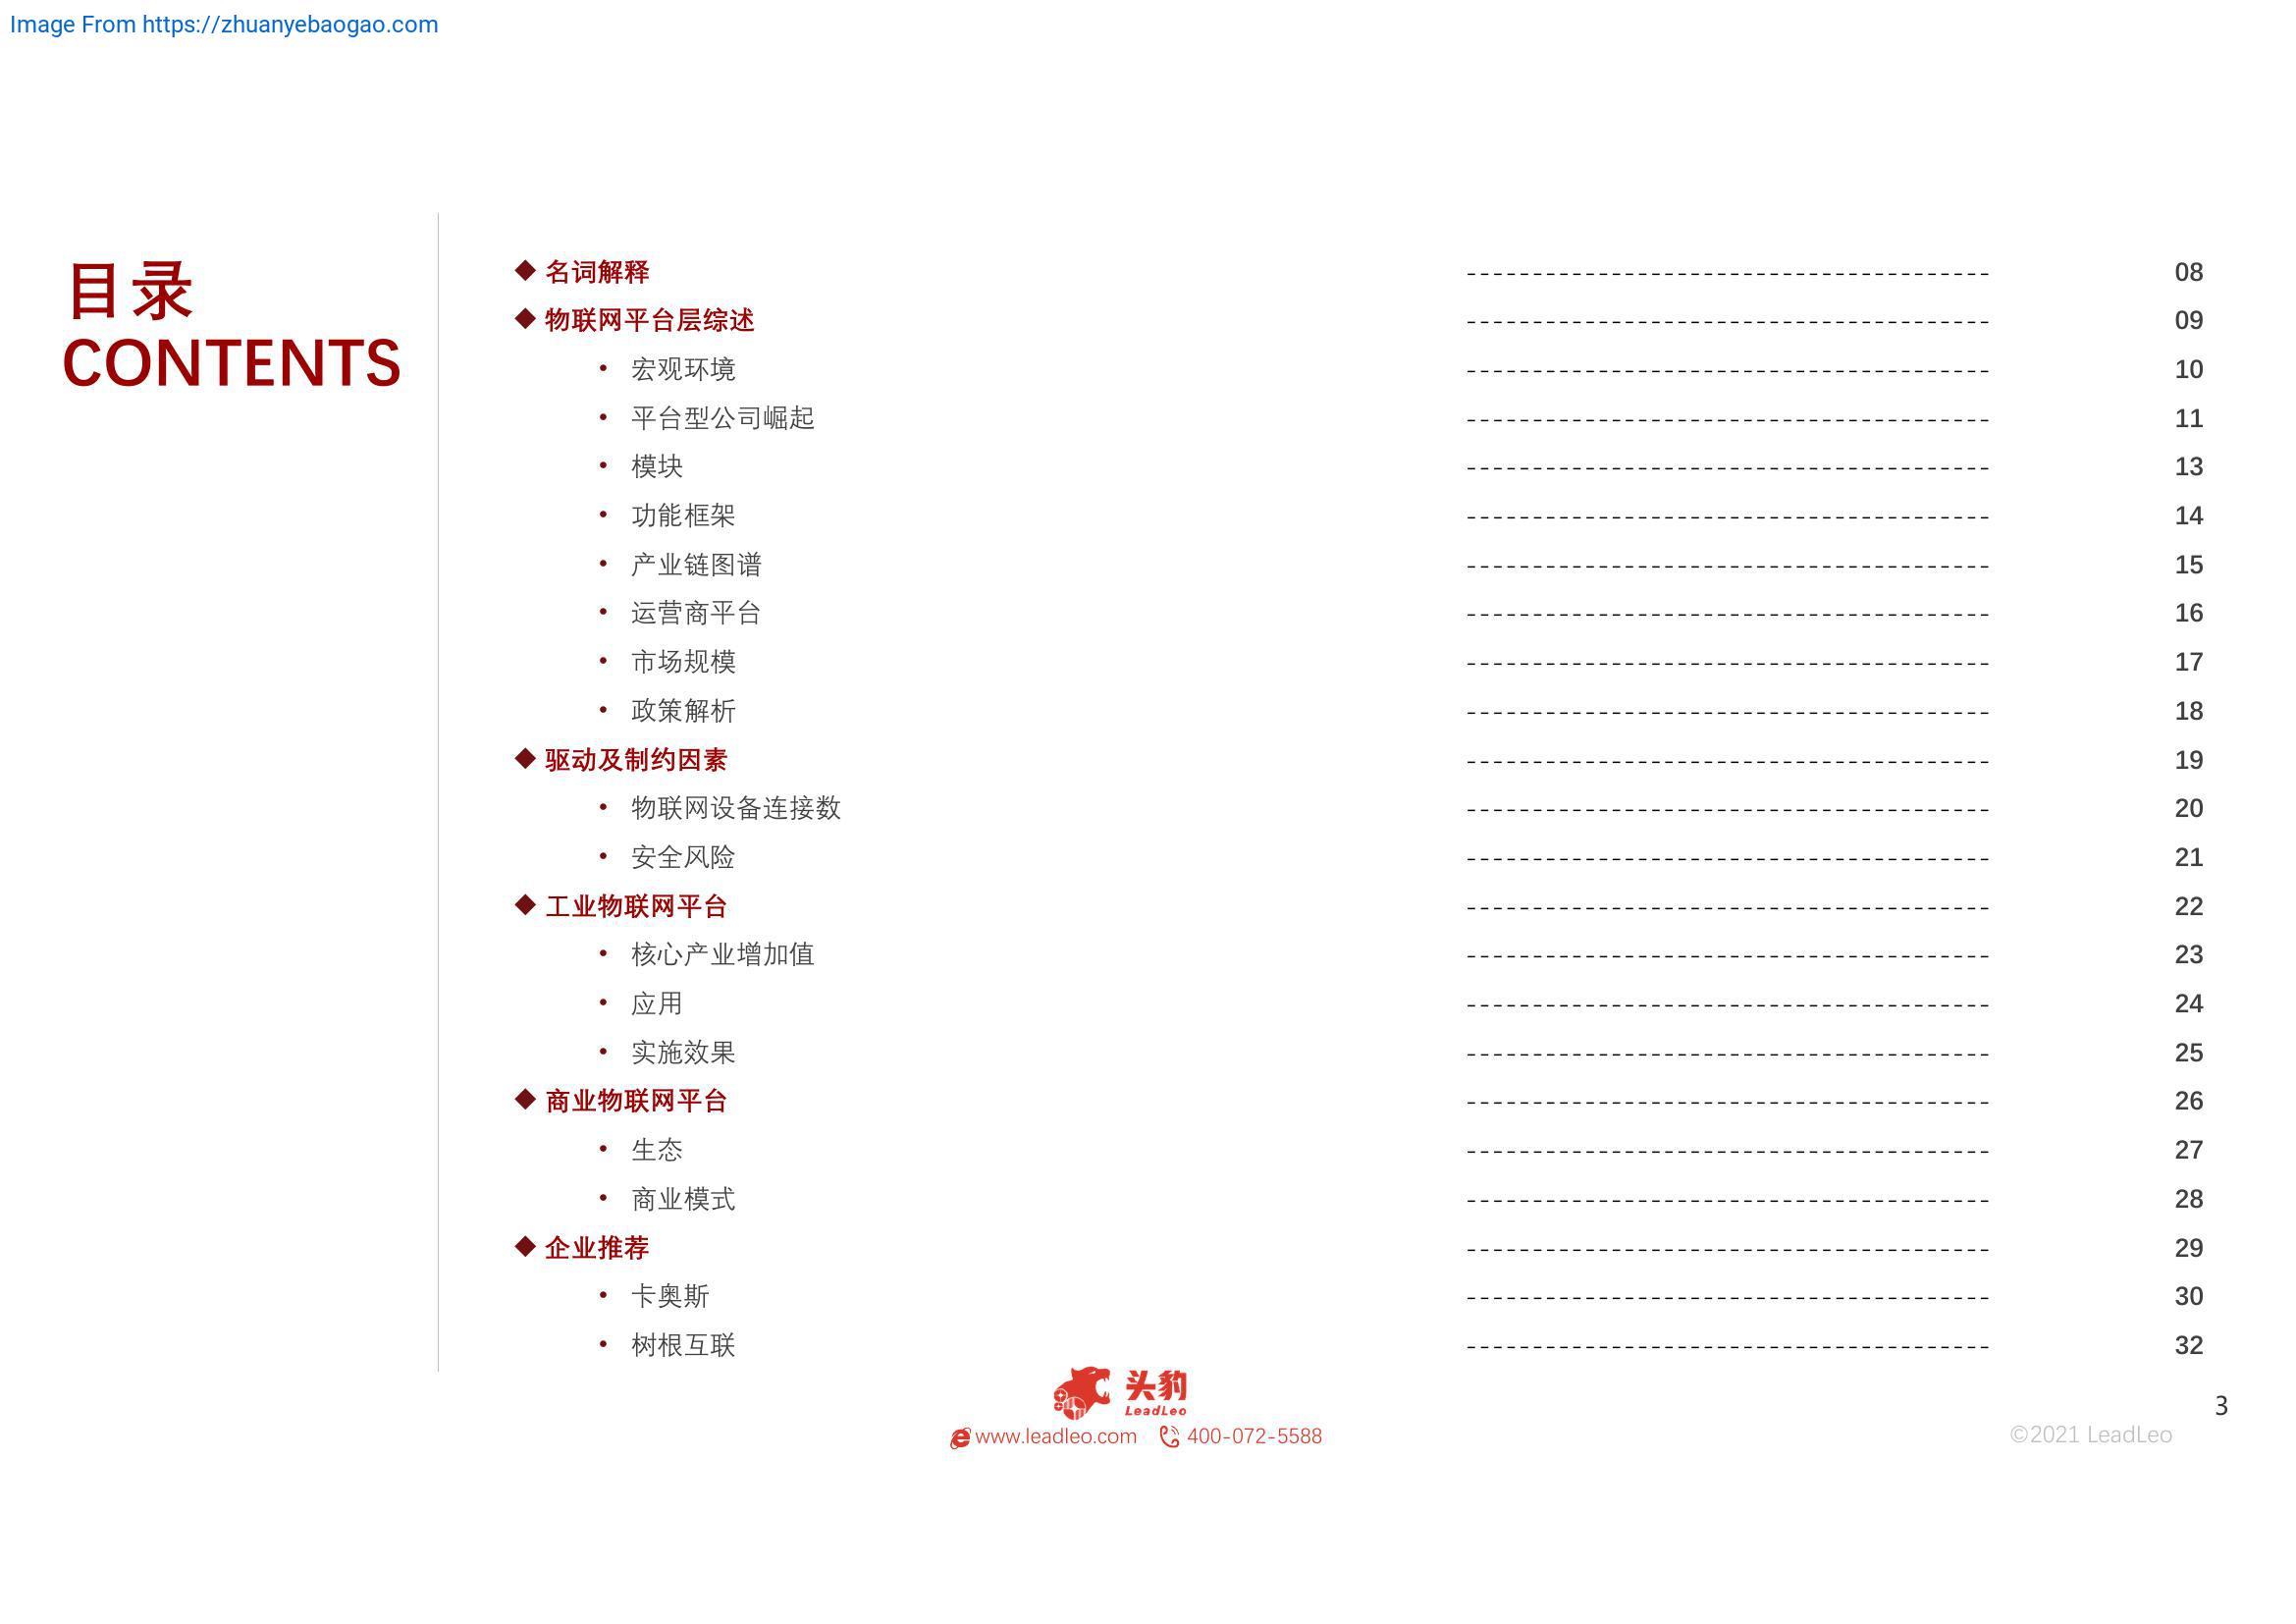 Image From https://zhuanyebaogao.com
目录
CONTENTS
◆ 名词解释 ---------------------------------------- 08
◆ 物联网平台层综述 ---------------------------------------- 09
• 宏观环境 ---------------------------------------- 10
• 平台型公司崛起 ---------------------------------------- 11
• 模块 ---------------------------------------- 13
• 功能框架 ---------------------------------------- 14
• 产业链图谱 ---------------------------------------- 15
• 运营商平台 ---------------------------------------- 16
• 市场规模 ---------------------------------------- 17
• 政策解析 ---------------------------------------- 18
◆ 驱动及制约因素 ---------------------------------------- 19
• 物联网设备连接数 ---------------------------------------- 20
• 安全风险 ---------------------------------------- 21
◆ 工业物联网平台 ---------------------------------------- 22
• 核心产业增加值 ---------------------------------------- 23
• 应用 ---------------------------------------- 24
• 实施效果 ---------------------------------------- 25
◆ 商业物联网平台 ---------------------------------------- 26
• 生态 ---------------------------------------- 27
• 商业模式 ---------------------------------------- 28
◆ 企业推荐 ---------------------------------------- 29
• 卡奥斯 ---------------------------------------- 30
• 树根互联 ---------------------------------------- 32
头豹
LeadLeo
www.leadleo.com 400-072-5588
3
©2021 LeadLeo